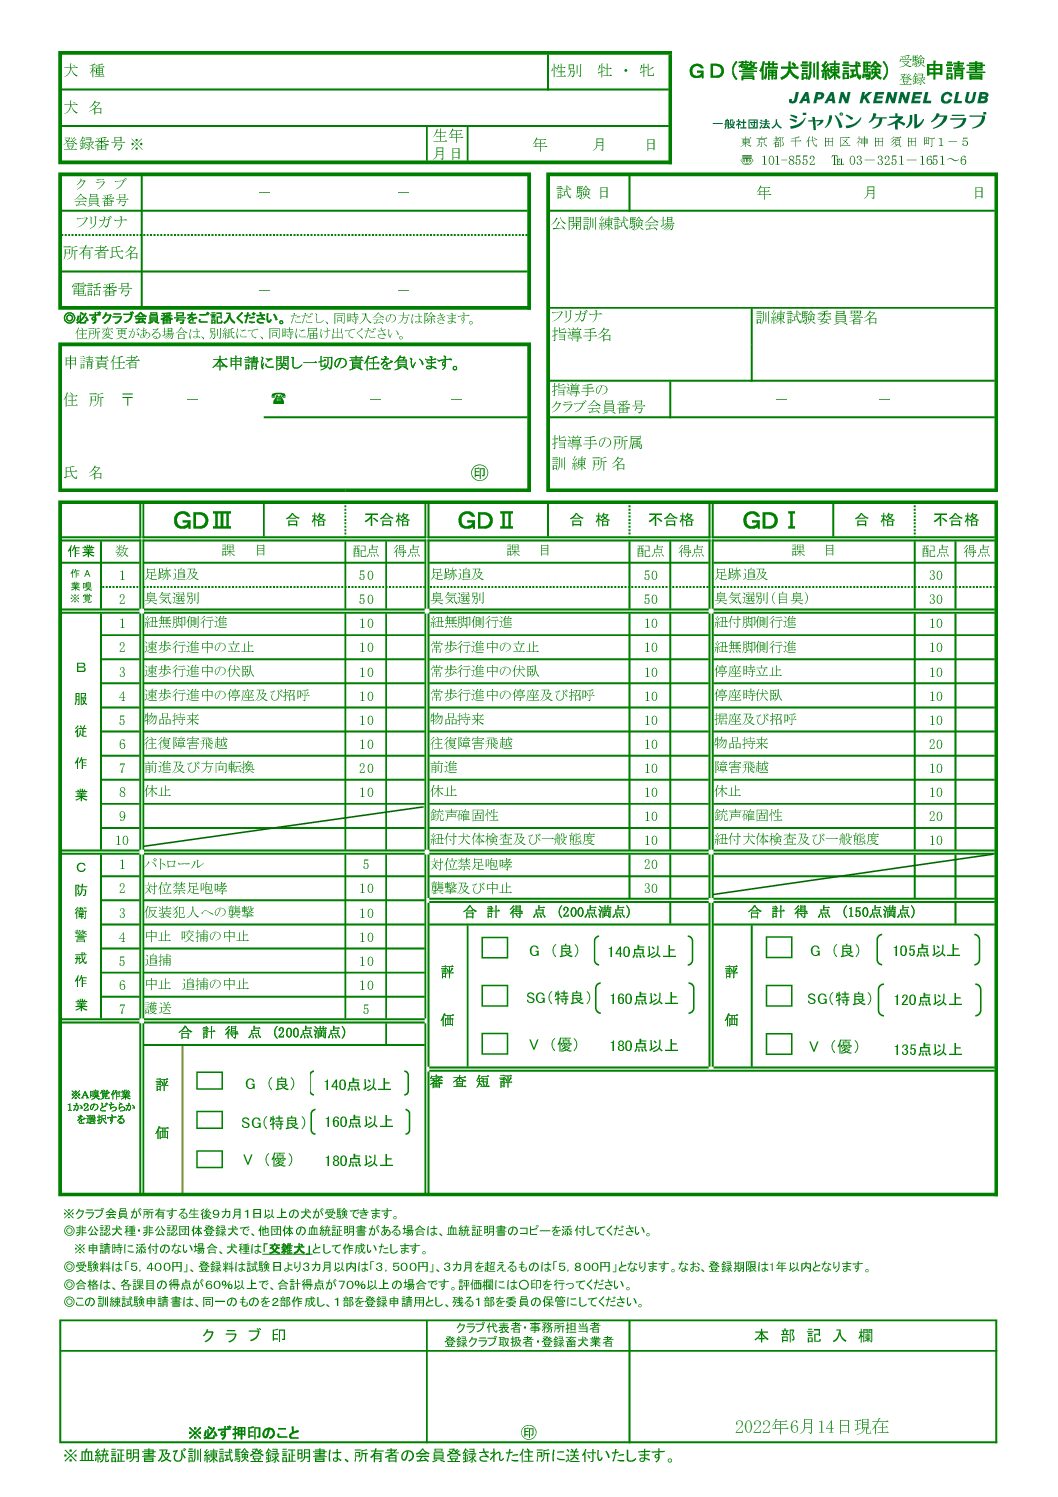 犬種 性別 牡・牝
犬名
登録番号※ 生年月日 年 月 日
GD(警備犬訓練試験) 受験 登録 申請書
JAPAN KENNEL CLUB
一般社団法人 ジャパン ケネル クラブ
東京都千代田区神田須田町1-5
〠 101-8552 ℡ 03-3251-1651～6
クラブ会員番号 ― ―
フリガナ
所有者氏名
電話番号 ― ―
◎必ずクラブ会員番号をご記入ください。ただし、同時入会の方は除きます。
住所変更がある場合は、別紙にて、同時に届け出てください。
申請責任者 本申請に関し一切の責任を負います。
住所 〒 ― ☎ ― ―
氏名 ㊞
試験日 年 月 日
公開訓練試験会場
フリガナ 訓練試験委員署名
指導手名
指導手の
クラブ会員番号 ― ―
指導手の所属
訓練所名
GDⅢ 合格 不合格 GDⅡ 合格 不合格 GDⅠ 合格 不合格
作業 数 課目 配点 得点 課目 配点 得点 課目 配点 得点
A嗅覚作業※
1 足跡追及 50 足跡追及 50 足跡追及 30
2 臭気選別 50 臭気選別 50 臭気選別(自臭) 30
B服従作業
1 紐無脚側行進 10 紐無脚側行進 10 紐付脚側行進 10
2 速歩行進中の立止 10 常歩行進中の立止 10 紐無脚側行進 10
3 速歩行進中の伏臥 10 常歩行進中の伏臥 10 停座時立止 10
4 速歩行進中の停座及び招呼 10 常歩行進中の停座及び招呼 10 停座時伏臥 10
5 物品持来 10 物品持来 10 据座及び招呼 10
6 往復障害飛越 10 往復障害飛越 10 物品持来 20
7 前進及び方向転換 20 前進 10 障害飛越 10
8 休止 10 休止 10 休止 10
9 銃声確固性 10 銃声確固性 20
10 紐付犬体検査及び一般態度 10 紐付犬体検査及び一般態度 10
C防衛警戒作業
1 パトロール 5 対位禁足咆哮 20
2 対位禁足咆哮 10 襲撃及び中止 30
3 仮装犯人への襲撃 10 合計得点 (200点満点) 合計得点 (150点満点)
4 中止 咬捕の中止 10
5 追捕 10
6 中止 追捕の中止 10
7 護送 5
評価
G (良) 140点以上
SG(特良) 160点以上
V (優) 180点以上
評価
G (良) 105点以上
SG(特良) 120点以上
V (優) 135点以上
合計得点 (200点満点)
※A嗅覚作業
1か2のどちらか
を選択する
評価
G (良) 140点以上
SG(特良) 160点以上
V (優) 180点以上
審査短評
※クラブ会員が所有する生後9カ月1日以上の犬が受験できます。
◎非公認犬種・非公認団体登録犬で、他団体の血統証明書がある場合は、血統証明書のコピーを添付してください。
※申請時に添付のない場合、犬種は「交雑犬」として作成いたします。
◎受験料は「5,400円」、登録料は試験日より3カ月以内は「3,500円」、3カ月を超えるものは「5,800円」となります。なお、登録期限は1年以内となります。
◎合格は、各課目の得点が60%以上で、合計得点が70%以上の場合です。評価欄には○印を行ってください。
◎この訓練試験申請書は、同一のものを2部作成し、1部を登録申請用とし、残る1部を委員の保管にしてください。
クラブ印 クラブ代表者・事務所担当者 本部記入欄
登録クラブ取扱者・登録畜犬業者
※必ず押印のこと ㊞ 2022年6月14日現在
※血統証明書及び訓練試験登録証明書は、所有者の会員登録された住所に送付いたします。